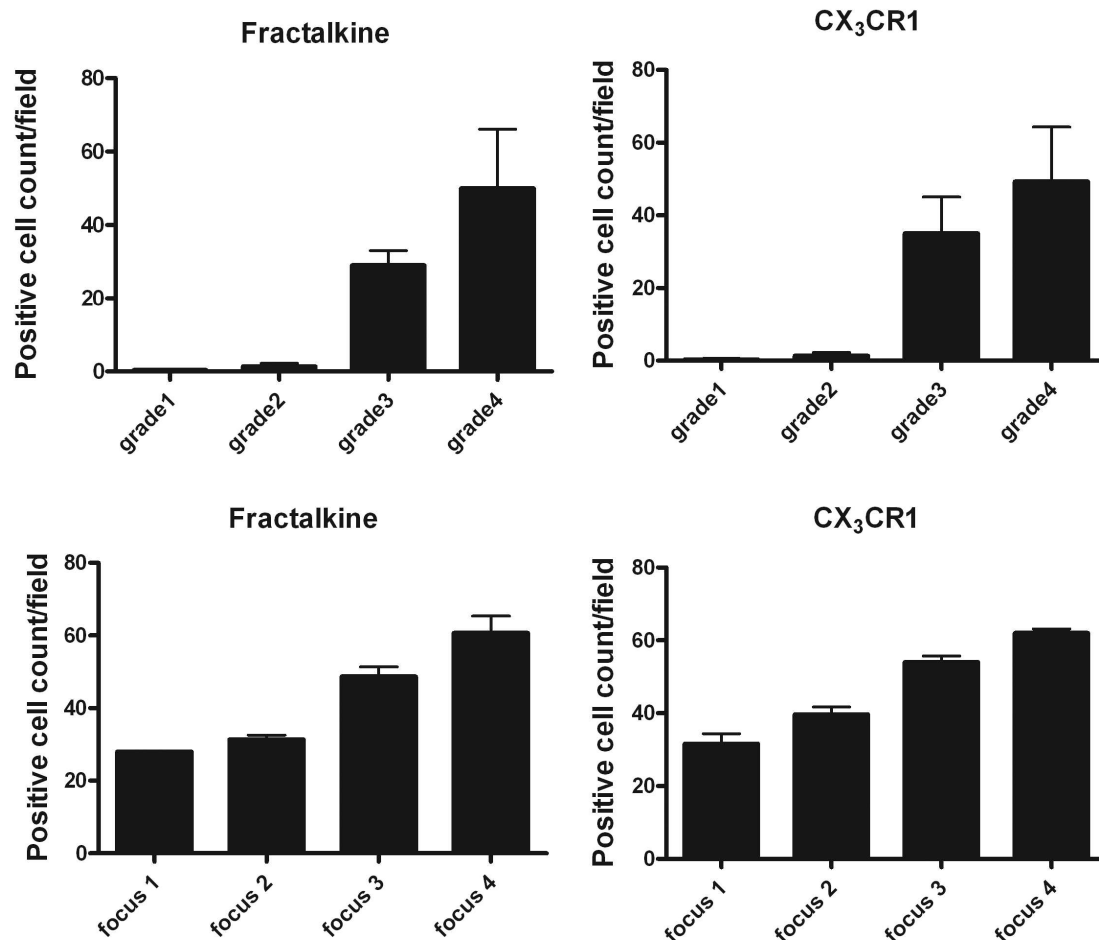 Fractalkine
Positive cell count/field
80
60
40
20
0
grade1
grade2
grade3
grade4
CX₃CR1
Positive cell count/field
80
60
40
20
0
grade1
grade2
grade3
grade4
Fractalkine
Positive cell count/field
80
60
40
20
0
focus 1
focus 2
focus 3
focus 4
CX₃CR1
Positive cell count/field
80
60
40
20
0
focus 1
focus 2
focus 3
focus 4